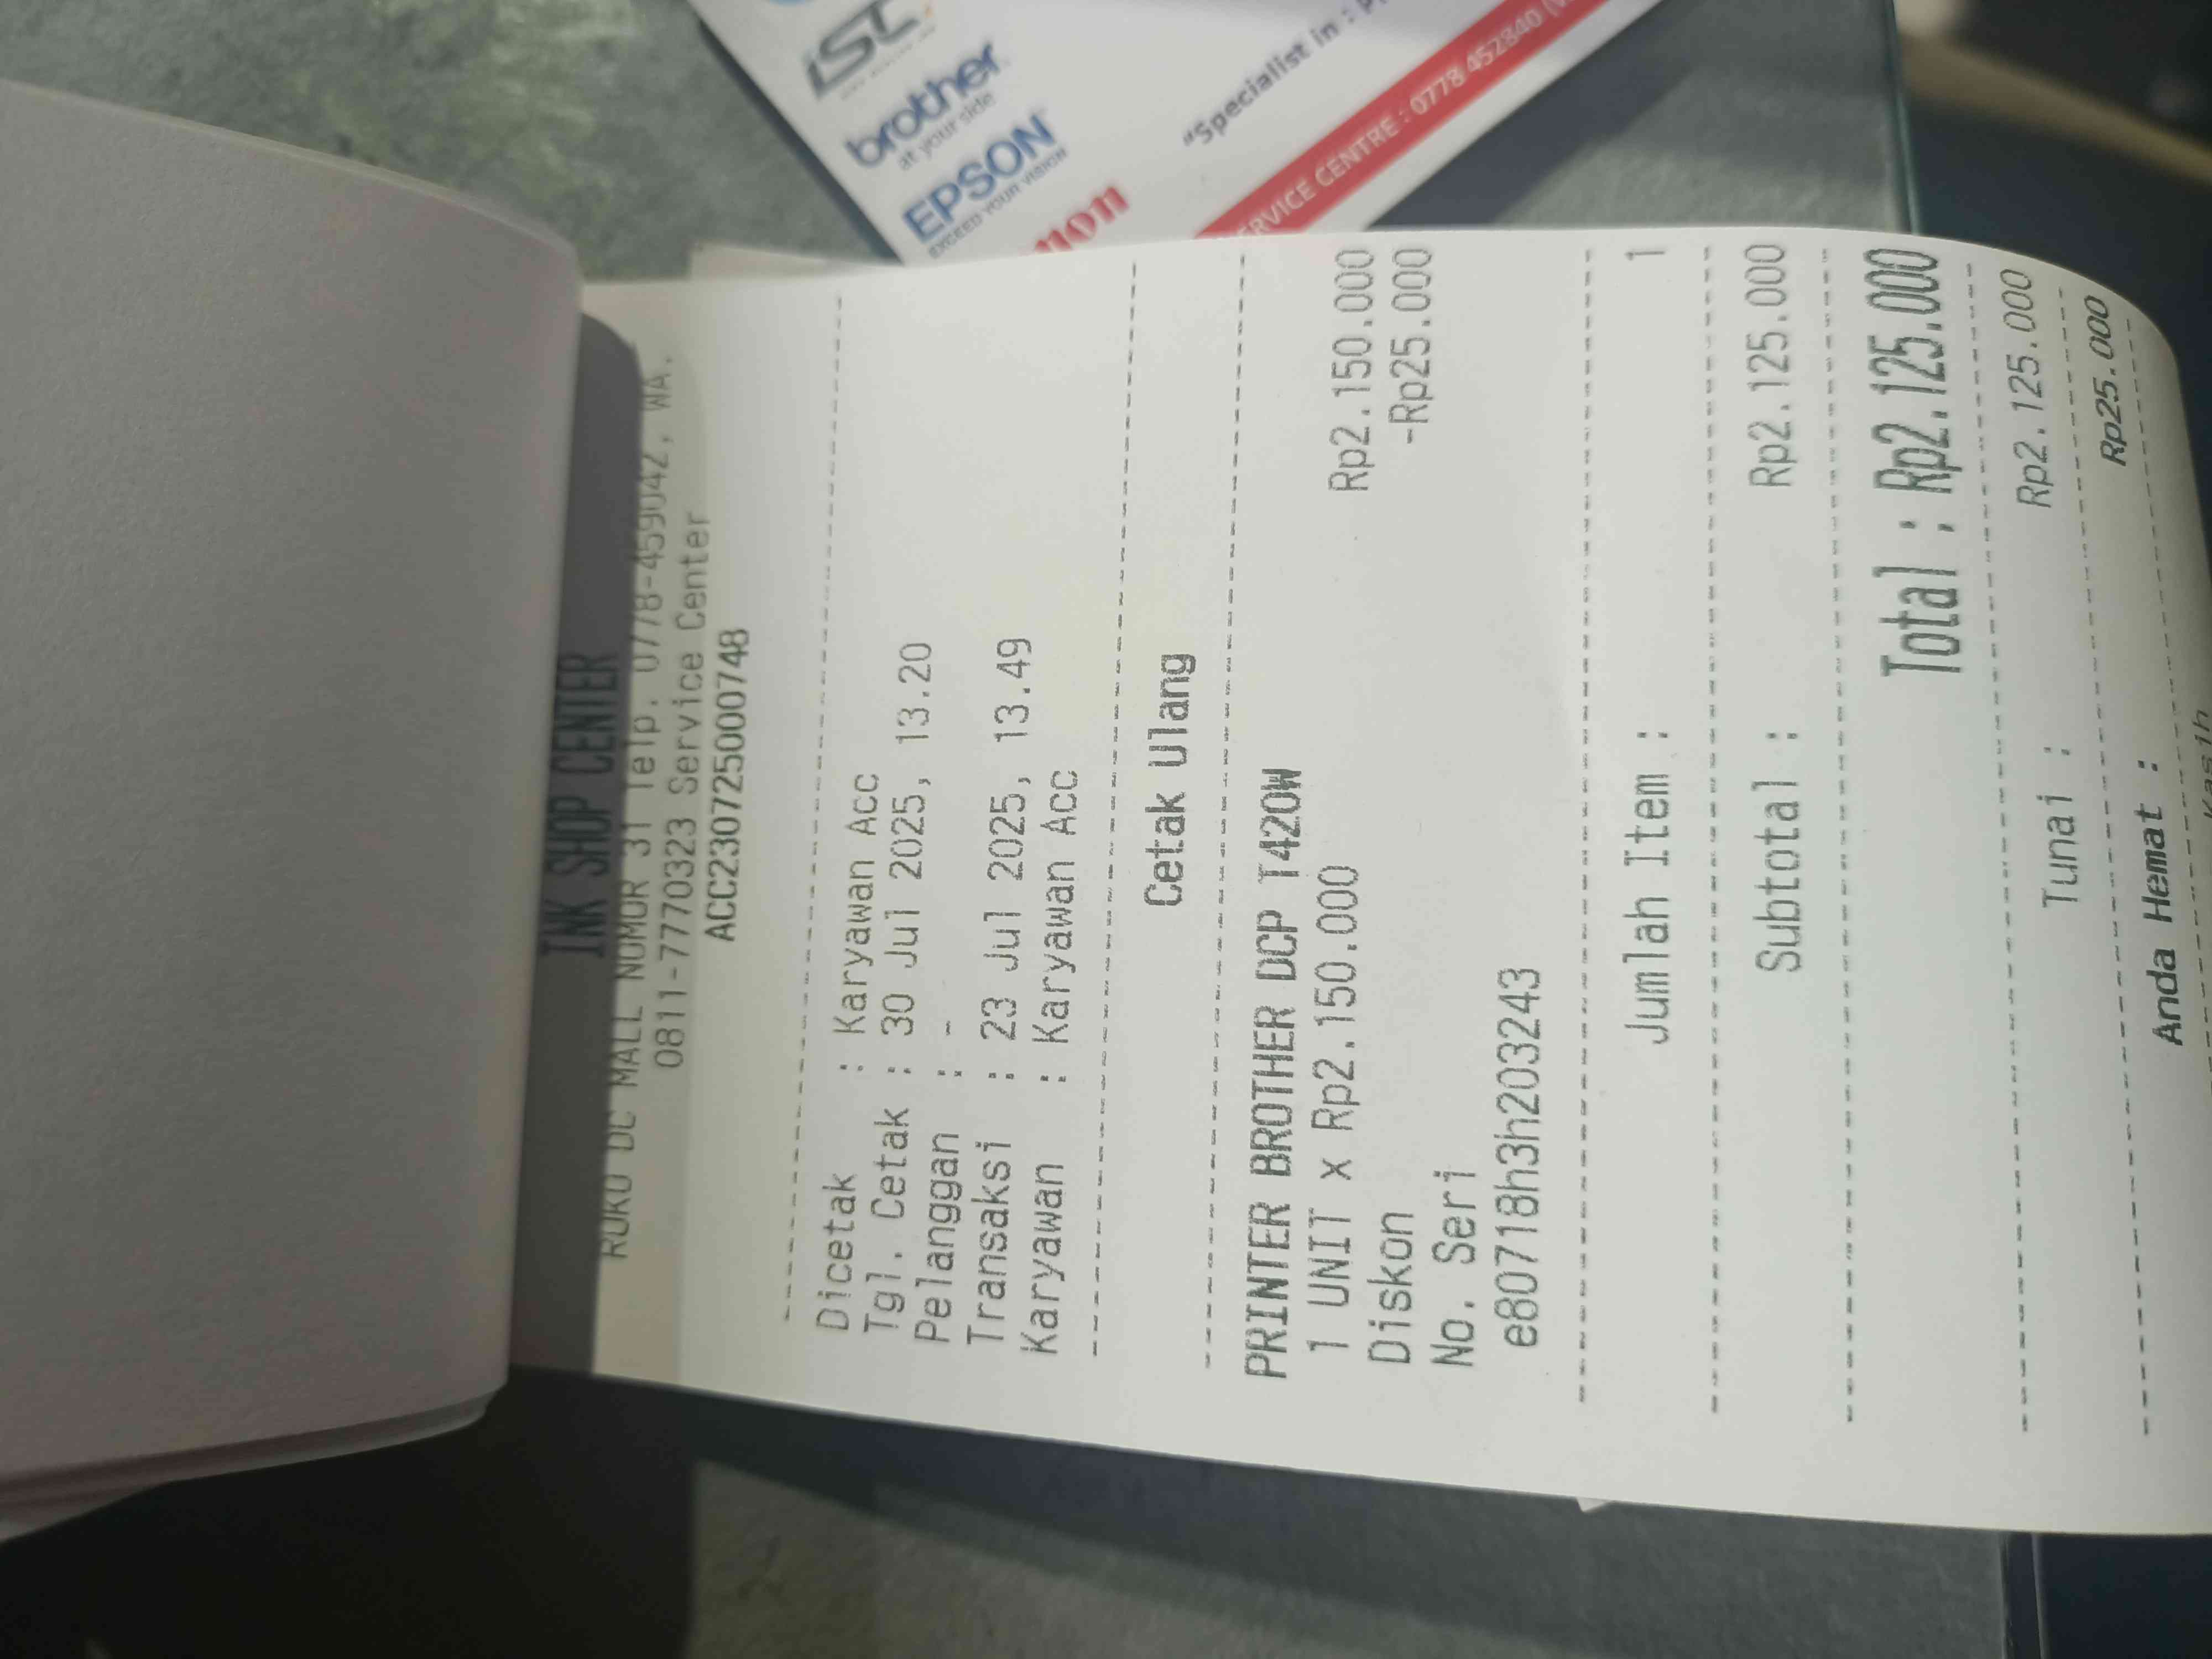 ISC.
brother
at your side
EPSON
EXCEED YOUR VISION
"Specialist in :
SERVICE CENTRE : 0778 452840
INK SHOP CENTER
RUKO DC MALL NOMOR 31 Telp. 0778-459042, WA.
0811-7770323 Service Center
ACC2307250000748
Dicetak : Karyawan Acc
Tgl. Cetak : 30 Jul 2025, 13.20
Pelanggan : -
Transaksi : 23 Jul 2025, 13.49
Karyawan : Karyawan Acc
Cetak Ulang
PRINTER BROTHER DCP T420W
1 UNIT x Rp2.150.000 Rp2.150.000
Diskon -Rp25.000
No. Seri
e80718h3h203243
Jumlah Item : 1
Subtotal : Rp2.125.000
Total : Rp2.125.000
Tunai : Rp2.125.000
Anda Hemat : Rp25.000